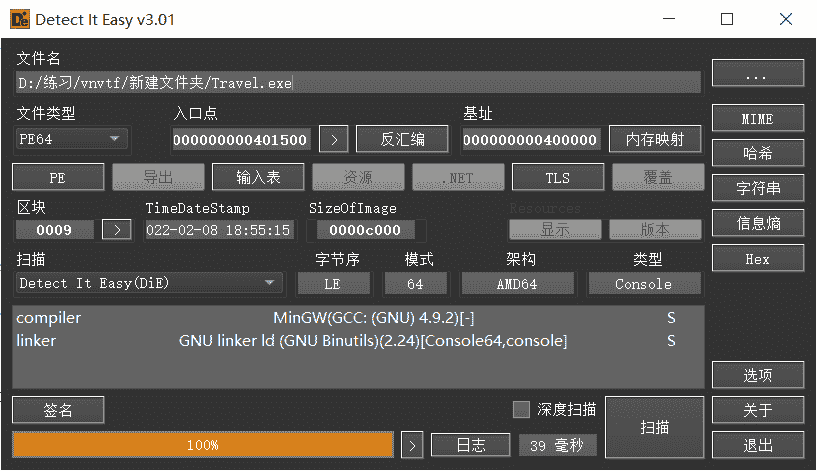 Detect It Easy v3.01
文件名
D:/练习/vnvtf/新建文件夹/Travel.exe
...
文件类型 入口点 基址
PE64 000000000401500 > 反汇编 000000000400000 内存映射
MIME
哈希
PE 导出 输入表 资源 .NET TLS 覆盖
字符串
区块 TimeDateStamp SizeOfImage Resources
0009 > 022-02-08 18:55:15 0000c000 显示 版本
信息熵
扫描 字节序 模式 架构 类型
Hex
Detect It Easy(DiE) LE 64 AMD64 Console
compiler MinGW(GCC: (GNU) 4.9.2)[-] S
linker GNU linker ld (GNU Binutils)(2.24)[Console64,console] S
选项
签名 深度扫描 扫描 关于
100% > 日志 39 毫秒 退出